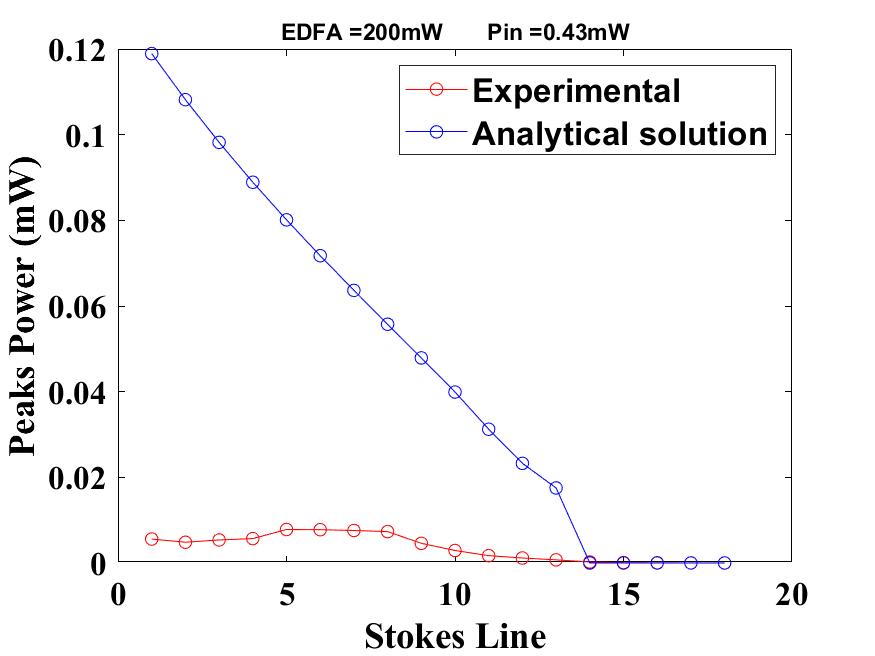 EDFA =200mW Pin =0.43mW
0.12
0.1
0.08
0.06
0.04
0.02
0
Peaks Power (mW)
Experimental
Analytical solution
0 5 10 15 20
Stokes Line